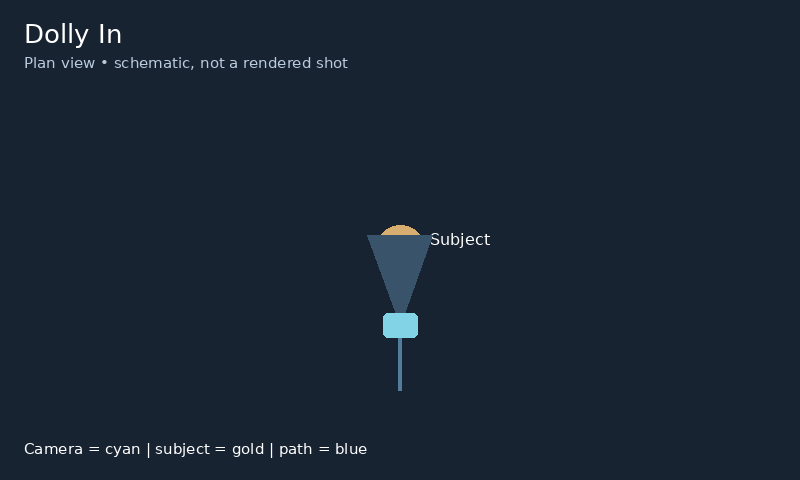 Dolly In
Plan view • schematic, not a rendered shot
Subject
Camera = cyan | subject = gold | path = blue